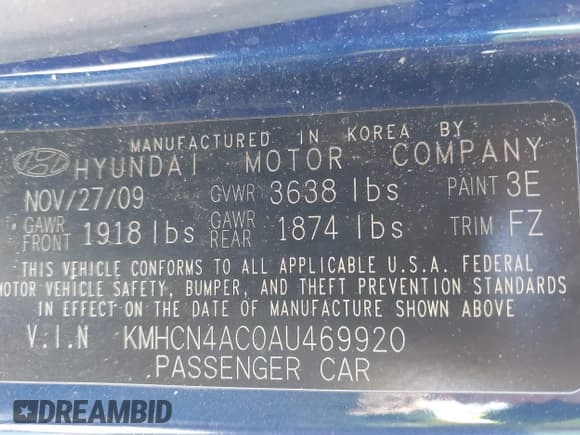 MANUFACTURED IN KOREA BY
HYUNDAI MOTOR COMPANY
NOV/27/09 GVWR 3638 lbs PAINT 3E
GAWR FRONT 1918 lbs GAWR REAR 1874 lbs TRIM FZ
THIS VEHICLE CONFORMS TO ALL APPLICABLE U.S.A. FEDERAL
MOTOR VEHICLE SAFETY, BUMPER, AND THEFT PREVENTION STANDARDS
IN EFFECT ON THE DATE OF MANUFACTURE SHOWN ABOVE
V.I.N KMHCN4AC0AU469920
PASSENGER CAR
DREAMBID